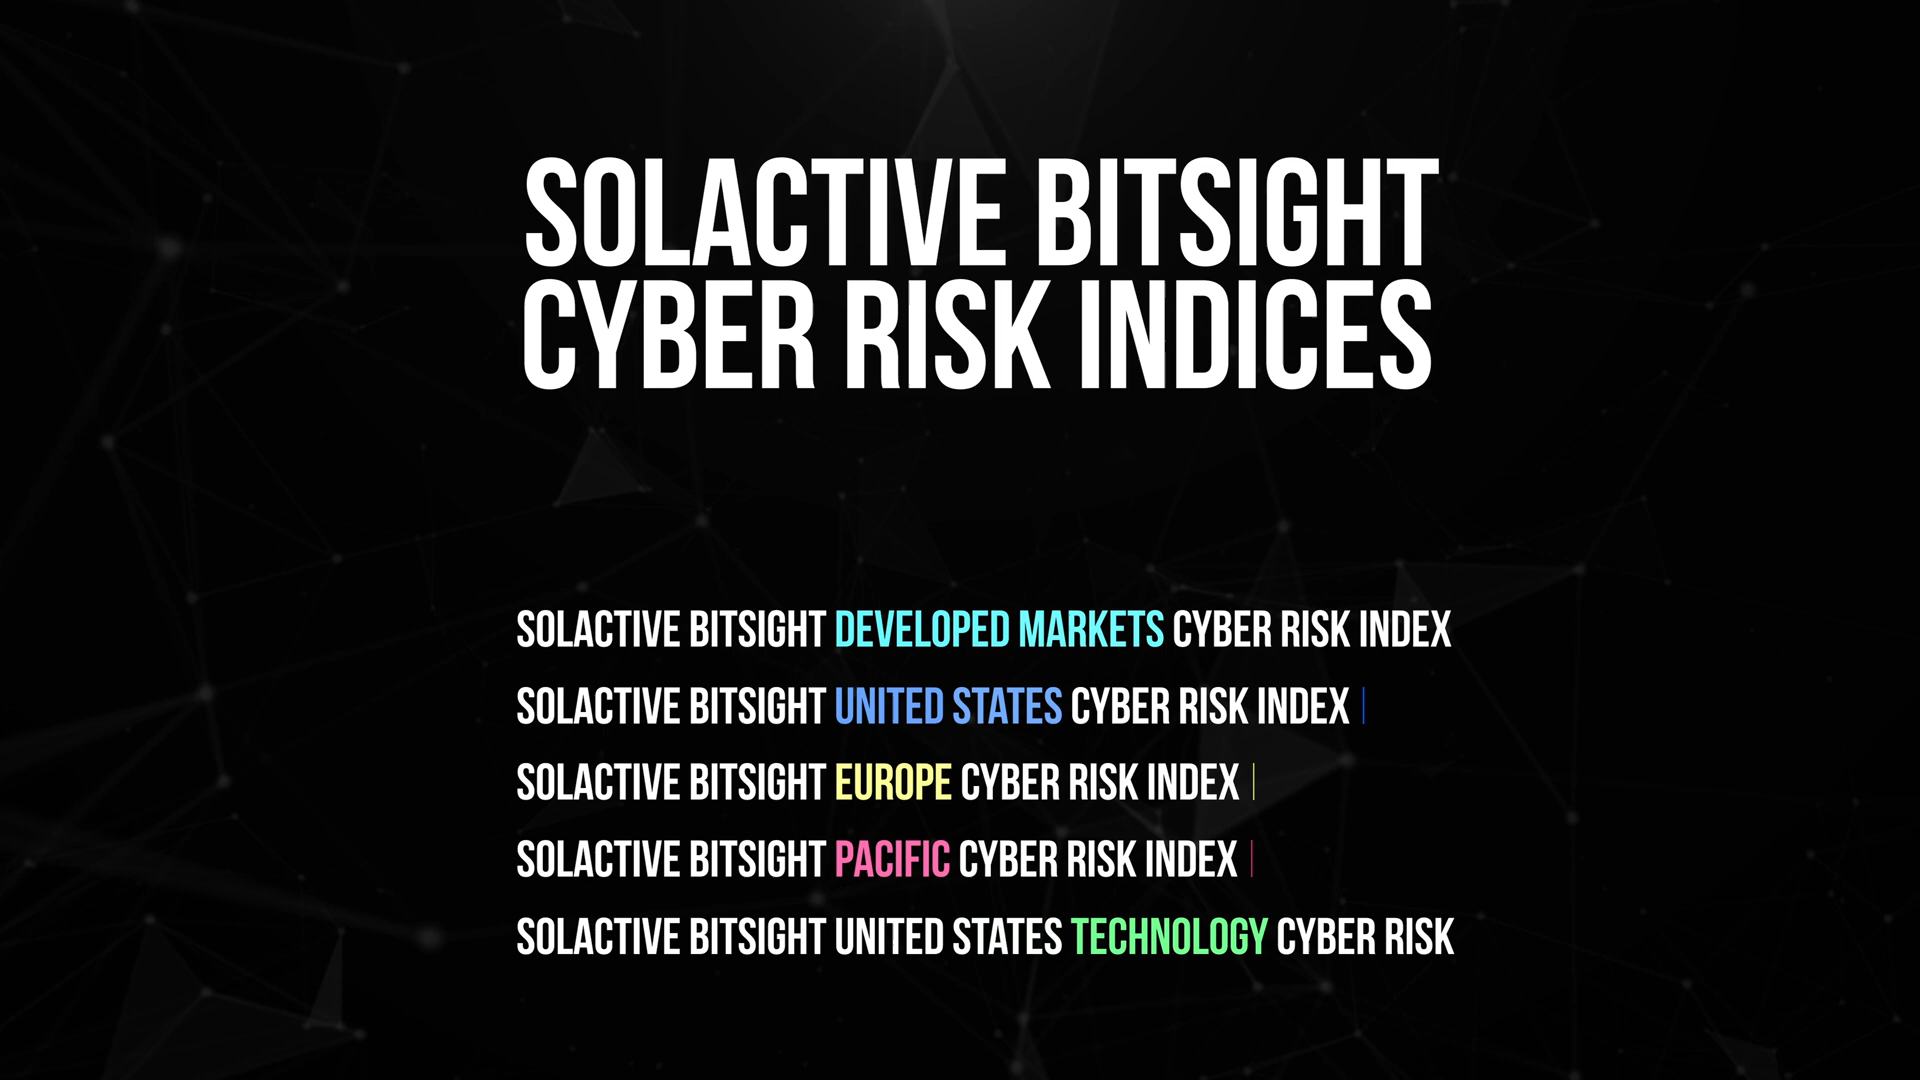 SOLACTIVE BITSIGHT
CYBER RISK INDICES
SOLACTIVE BITSIGHT DEVELOPED MARKETS CYBER RISK INDEX
SOLACTIVE BITSIGHT UNITED STATES CYBER RISK INDEX
SOLACTIVE BITSIGHT EUROPE CYBER RISK INDEX
SOLACTIVE BITSIGHT PACIFIC CYBER RISK INDEX
SOLACTIVE BITSIGHT UNITED STATES TECHNOLOGY CYBER RISK